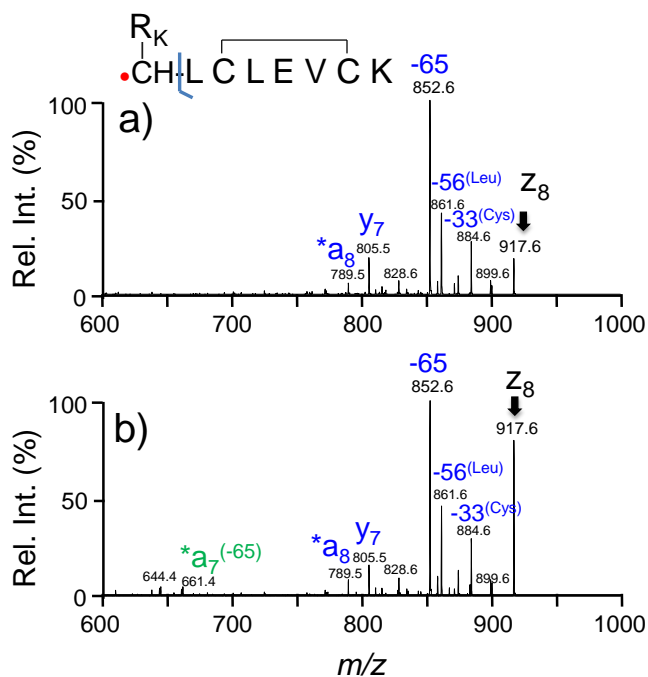 R_K
•CH-L C L E V C K
a)
Rel. Int. (%)
100
50
0
-65
852.6
-56(Leu)
861.6
-33(Cys)
884.6
z8
917.6
899.6
y7
805.5
*a8
789.5
828.6
600
700
800
900
1000
b)
Rel. Int. (%)
100
50
0
-65
852.6
z8
917.6
-56(Leu)
861.6
-33(Cys)
884.6
899.6
*a8
789.5
y7
805.5
828.6
*a7(-65)
644.4
661.4
600
700
800
900
1000
m/z